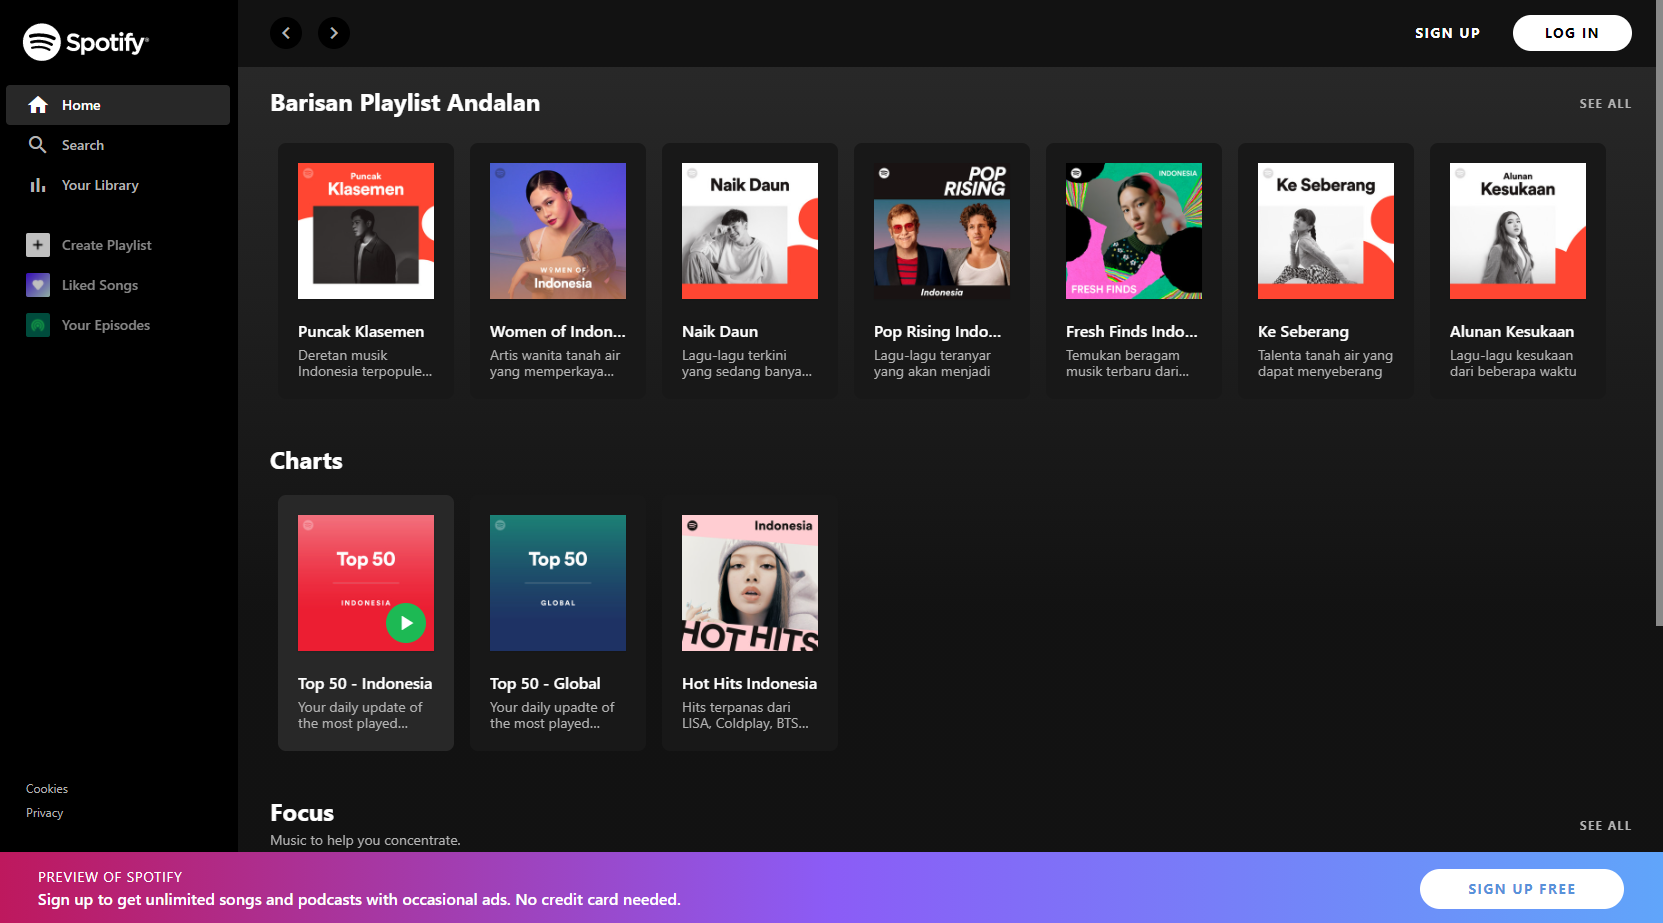 Spotify
SIGN UP
LOG IN
Home
Search
Your Library
Create Playlist
Liked Songs
Your Episodes
Cookies
Privacy
Barisan Playlist Andalan
SEE ALL
Puncak
Klasemen
Puncak Klasemen
Deretan musik
Indonesia terpopule...
WOMEN OF
Indonesia
Women of Indon...
Artis wanita tanah air
yang memperkaya...
Naik Daun
Naik Daun
Lagu-lagu terkini
yang sedang banya...
POP
RISING
Indonesia
Pop Rising Indo...
Lagu-lagu teranyar
yang akan menjadi
INDONESIA
FRESH FINDS
Fresh Finds Indo...
Temukan beragam
musik terbaru dari...
Ke Seberang
Ke Seberang
Talenta tanah air yang
dapat menyeberang
Alunan
Kesukaan
Alunan Kesukaan
Lagu-lagu kesukaan
dari beberapa waktu
Charts
Top 50
INDONESIA
Top 50 - Indonesia
Your daily update of
the most played...
Top 50
GLOBAL
Top 50 - Global
Your daily upadte of
the most played...
Indonesia
HOT HITS
Hot Hits Indonesia
Hits terpanas dari
LISA, Coldplay, BTS...
Focus
SEE ALL
Music to help you concentrate.
PREVIEW OF SPOTIFY
Sign up to get unlimited songs and podcasts with occasional ads. No credit card needed.
SIGN UP FREE